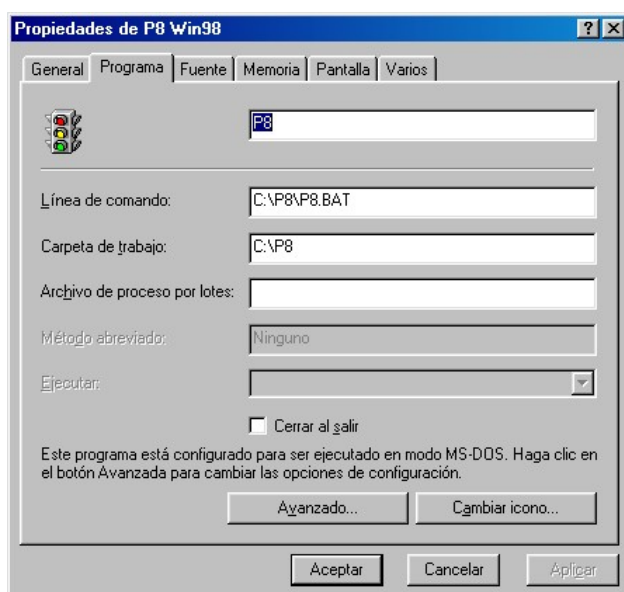 Propiedades de P8 Win98
General Programa Fuente Memoria Pantalla Varios
P8
Línea de comando: C:\P8\P8.BAT
Carpeta de trabajo: C:\P8
Archivo de proceso por lotes:
Método abreviado: Ninguno
Ejecutar:
Cerrar al salir
Este programa está configurado para ser ejecutado en modo MS-DOS. Haga clic en
el botón Avanzada para cambiar las opciones de configuración.
Avanzado... Cambiar icono...
Aceptar Cancelar Aplicar